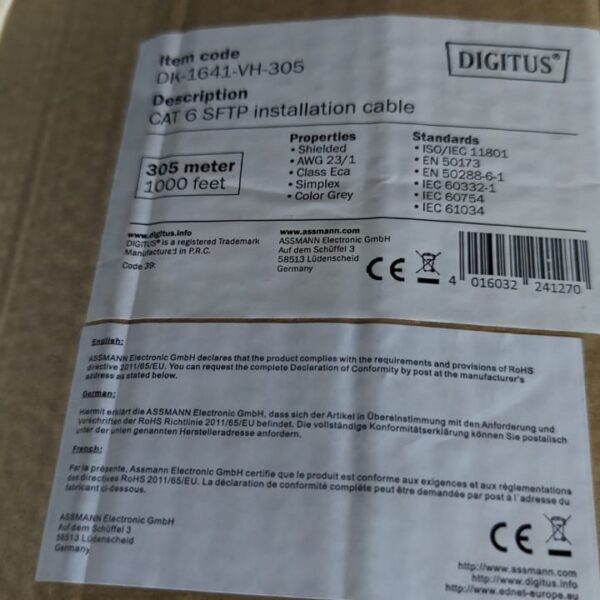 Item code
DK-1641-VH-305
DIGITUS®
Description
CAT 6 SFTP installation cable
305 meter
1000 feet
Properties
• Shielded
• AWG 23/1
• Class Eca
• Simplex
• Color Grey
Standards
• ISO/IEC 11801
• EN 50173
• EN 50288-6-1
• IEC 60332-1
• IEC 60754
• IEC 61034
www.digitus.info
DIGITUS® is a registered Trademark
Manufactured in P.R.C.
Code 39:
www.assmann.com
ASSMANN Electronic GmbH
Auf dem Schüffel 3
58513 Lüdenscheid
Germany
CE
4 016032 241270
English:
ASSMANN Electronic GmbH declares that the product complies with the requirements and provisions of RoHS
directive 2011/65/EU. You can request the complete Declaration of Conformity by post at the manufacturer's
address as stated below.
German:
Hiermit erklärt die ASSMANN Electronic GmbH, dass sich der Artikel in Übereinstimmung mit den Anforderung und
Vorschriften der RoHS Richtlinie 2011/65/EU befindet. Die vollständige Konformitätserklärung können Sie postalisch
unter der unten genannten Herstelleradresse anfordern.
French:
Par la présente, Assmann Electronic GmbH certifie que le produit est conforme aux exigences et aux réglementations
des directives RoHS 2011/65/EU. La déclaration de conformité complète peut être demandée par post à l'adresse du
fabricant ci-dessous.
ASSMANN Electronic GmbH
Auf dem Schüffel 3
58513 Lüdenscheid
Germany
CE
http://www.assmann.com
http://www.digitus.info
http://www.ednet-europe.eu